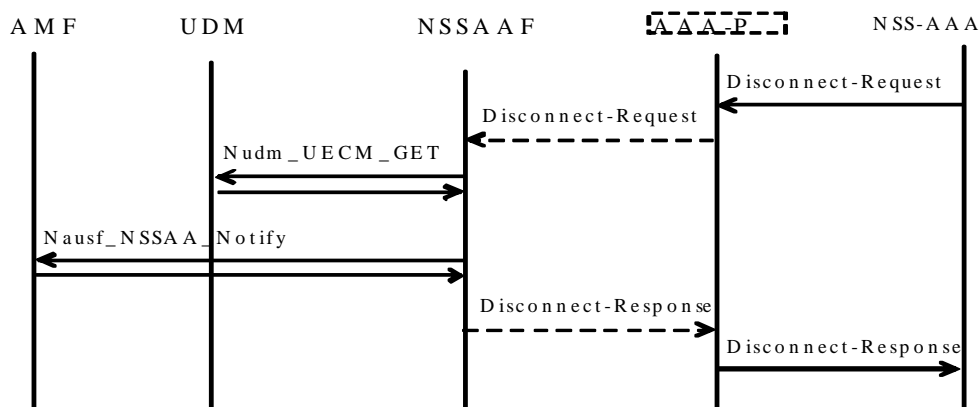 AMF UDM NSSAAF AAA-P NSS-AAA
Disconnect-Request
Disconnect-Request
Nudm_UECM_GET
Nausf_NSSAA_Notify
Disconnect-Response
Disconnect-Response